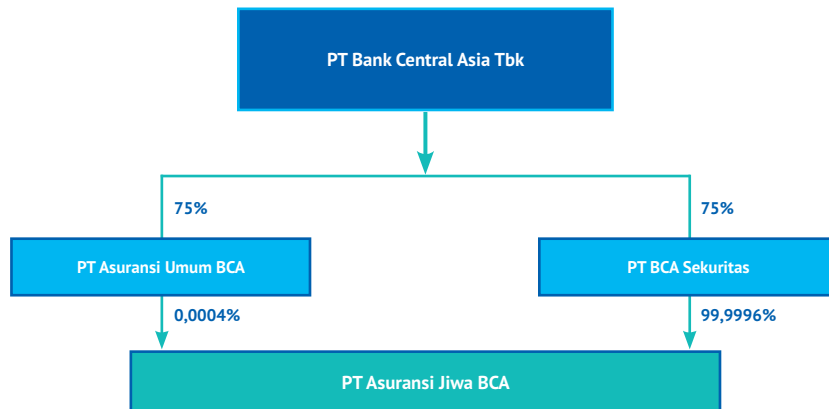 PT Bank Central Asia Tbk
75%
75%
PT Asuransi Umum BCA
PT BCA Sekuritas
0,0004%
99,9996%
PT Asuransi Jiwa BCA